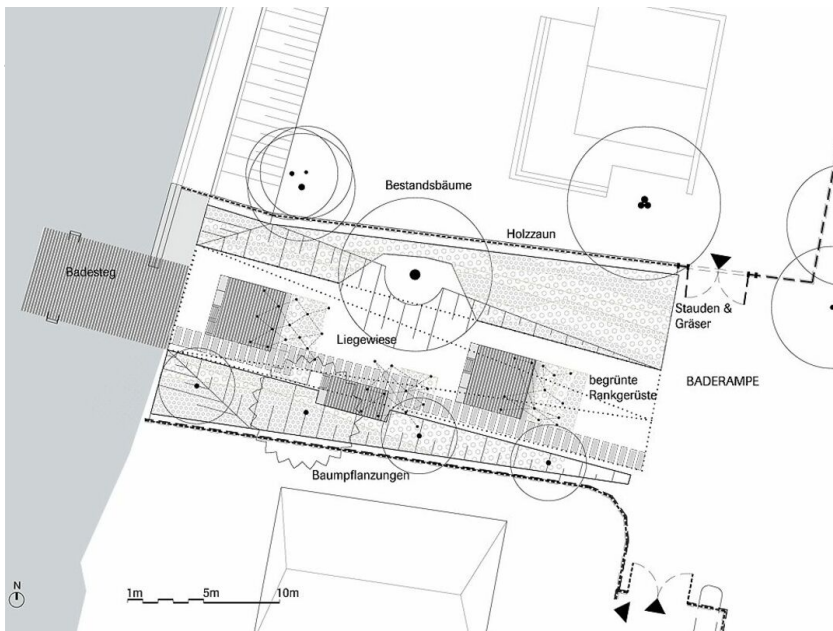 Bestandsbäume
Holzzaun
Badesteg
Stauden &
Gräser
Liegewiese
begrünte
Rankgerüste
BADERAMPE
Baumpflanzungen
N
1m 5m 10m